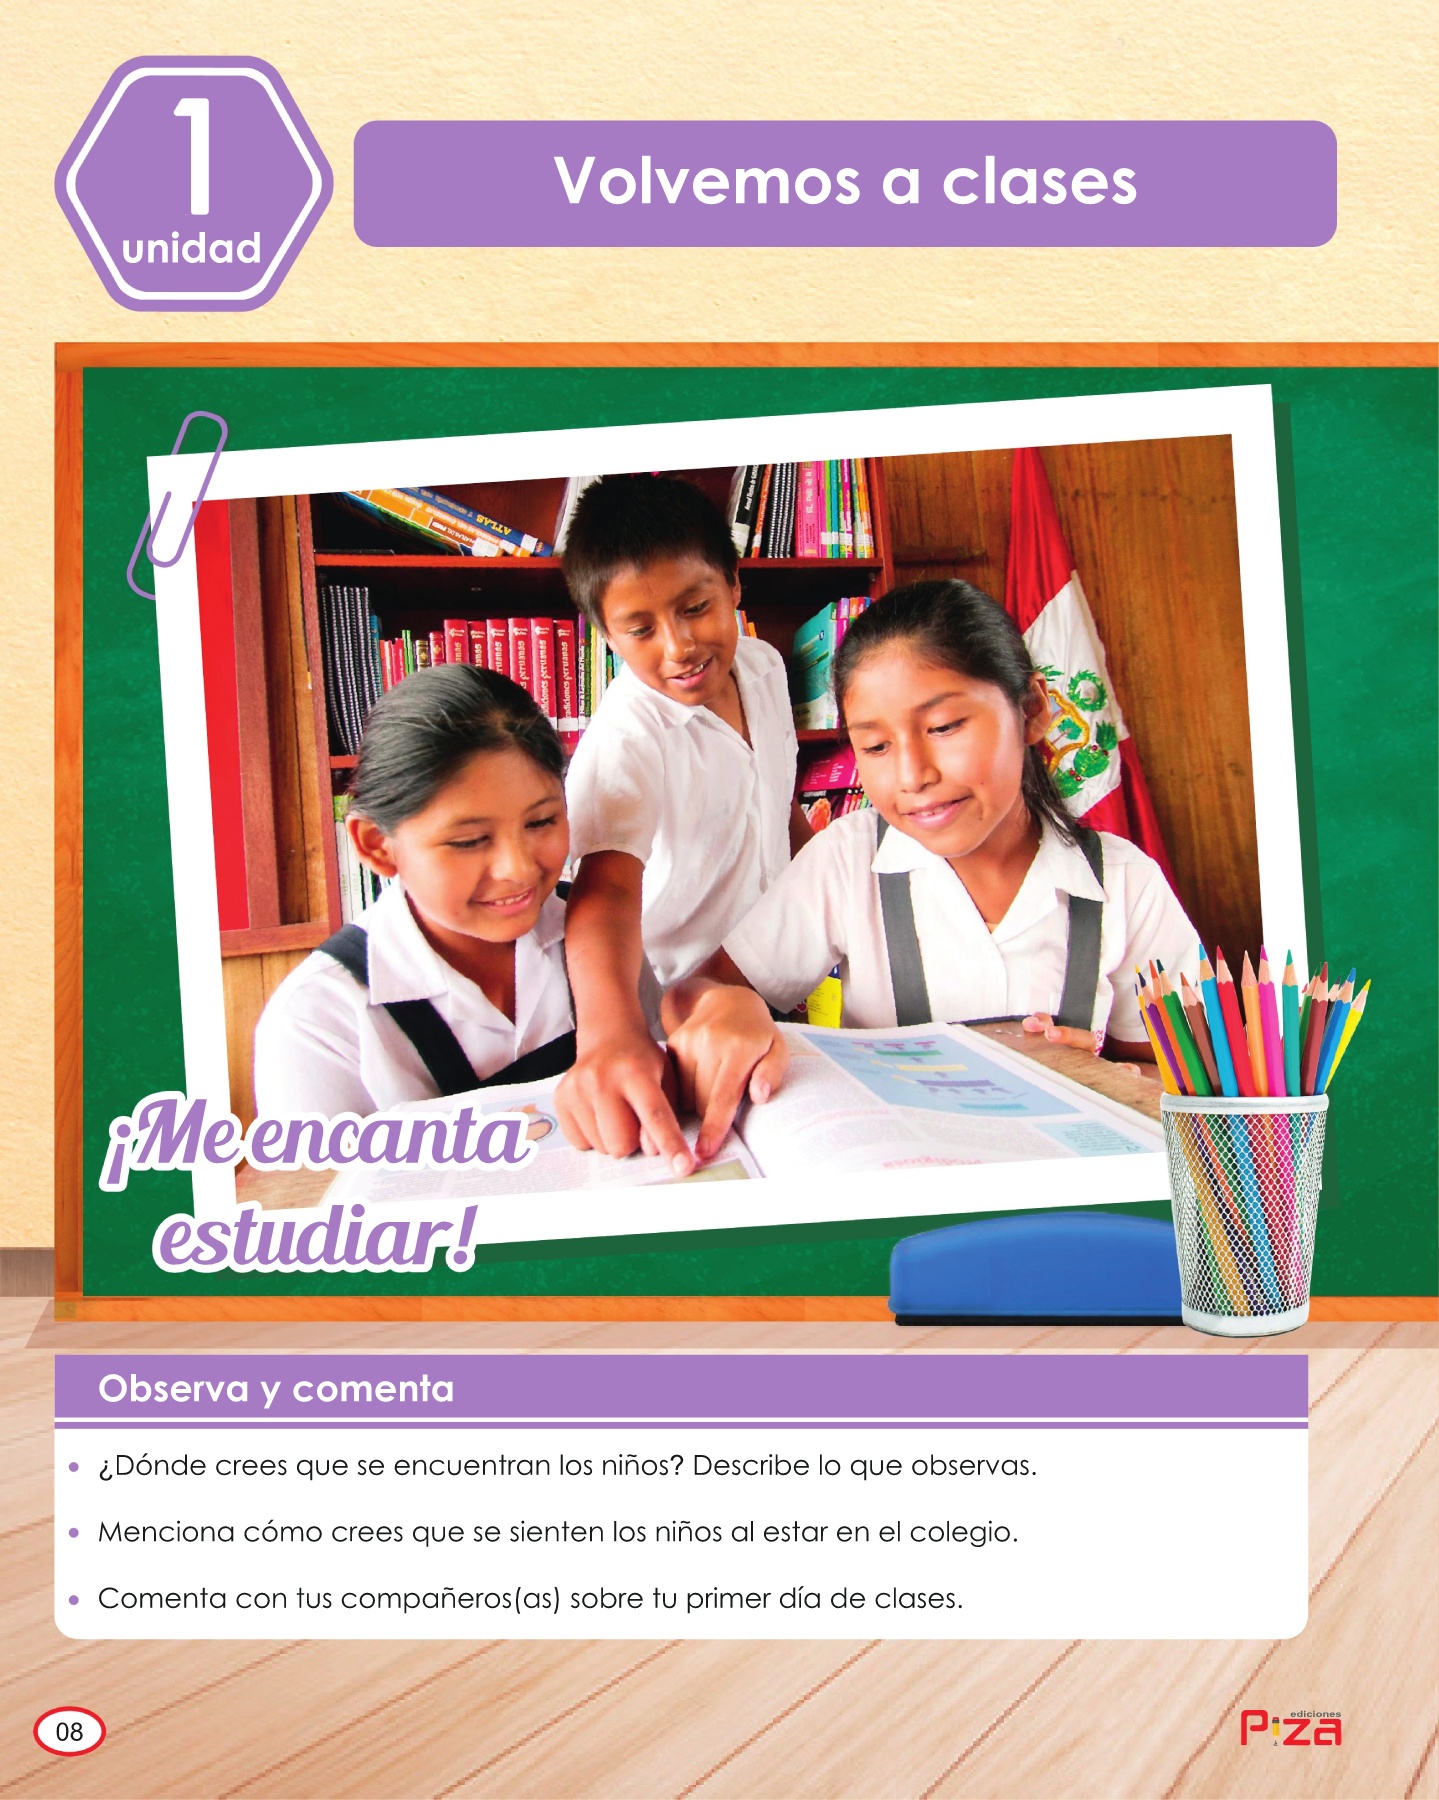 1
unidad
Volvemos a clases
ATLAS
¡Me encanta
estudiar!
Observa y comenta
• ¿Dónde crees que se encuentran los niños? Describe lo que observas.
• Menciona cómo crees que se sienten los niños al estar en el colegio.
• Comenta con tus compañeros(as) sobre tu primer día de clases.
08
ediciones
Piza